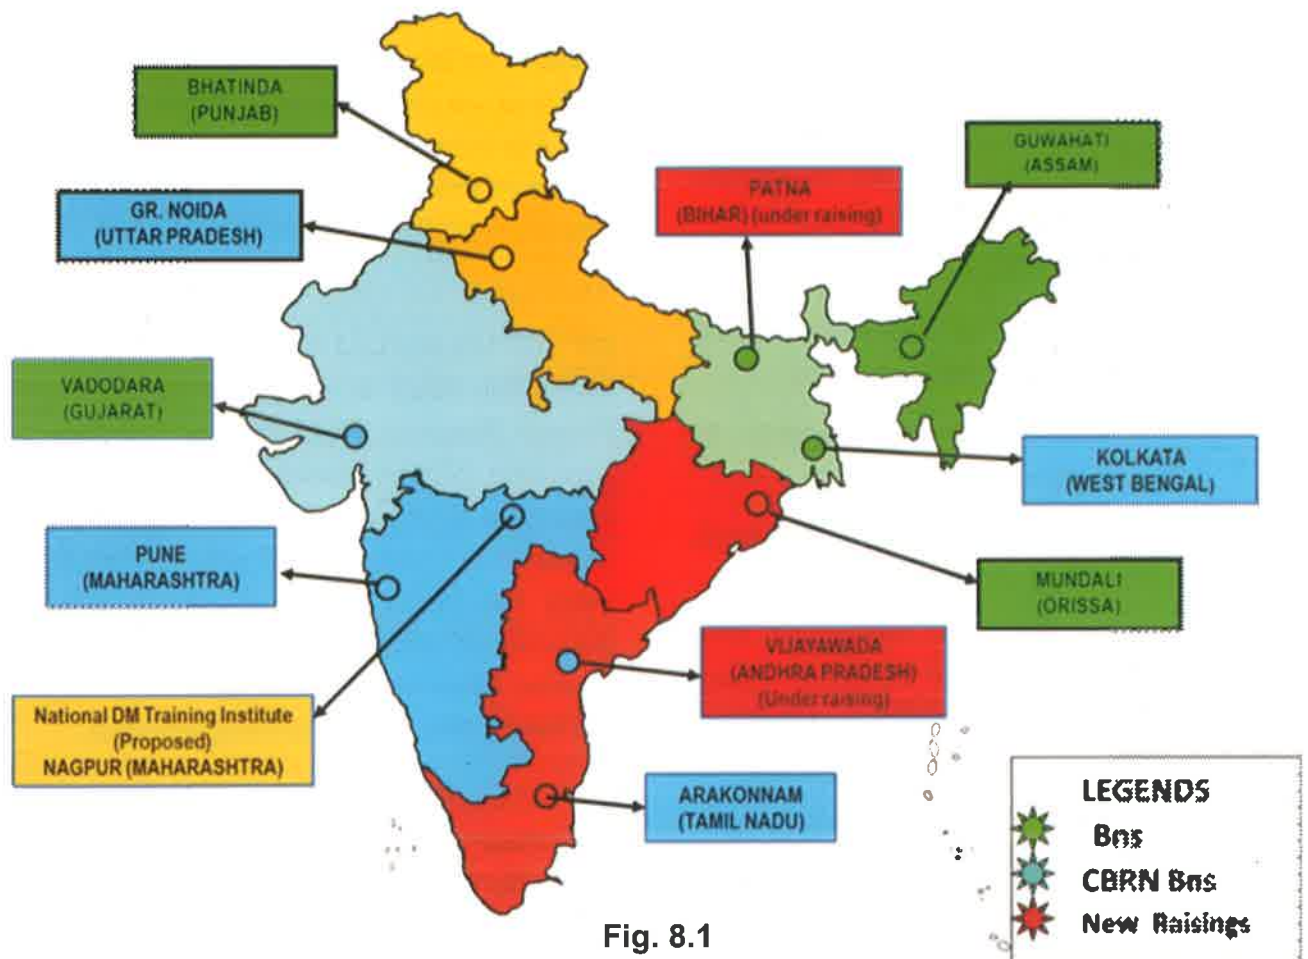 BHATINDA
(PUNJAB)
GUWAHATI
(ASSAM)
PATNA
(BIHAR) (under raising)
GR. NOIDA
(UTTAR PRADESH)
VADODARA
(GUJARAT)
KOLKATA
(WEST BENGAL)
PUNE
(MAHARASHTRA)
MUNDALI
(ORISSA)
VIJAYAWADA
(ANDHRA PRADESH)
(Under raising)
National DM Training Institute
(Proposed)
NAGPUR (MAHARASHTRA)
ARAKONNAM
(TAMIL NADU)
LEGENDS
Bns
CBRN Bns
New Raisings
Fig. 8.1